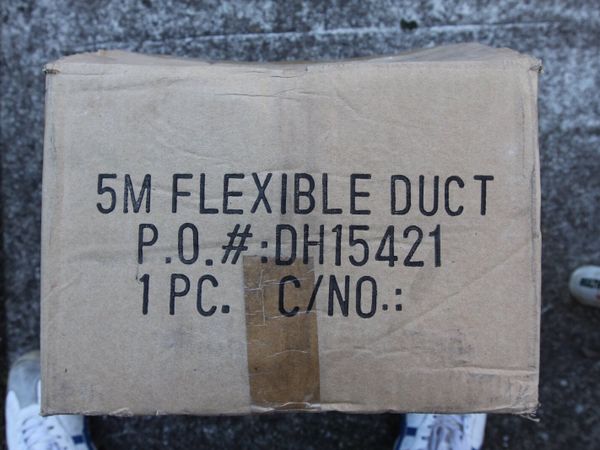 5M FLEXIBLE DUCT
P.O.#:DH15421
1 PC. C/NO.: